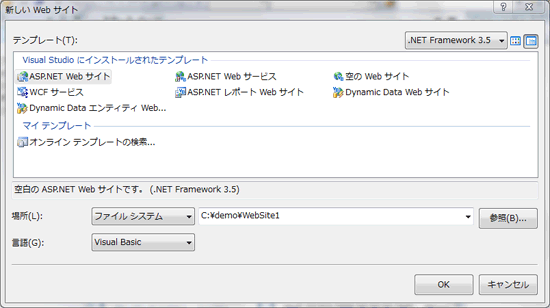 新しい Web サイト
テンプレート(T):
.NET Framework 3.5
Visual Studio にインストールされたテンプレート
ASP.NET Web サイト ASP.NET Web サービス 空の Web サイト
WCF サービス ASP.NET レポート Web サイト Dynamic Data Web サイト
Dynamic Data エンティティ Web...
マイ テンプレート
オンライン テンプレートの検索...
空白の ASP.NET Web サイトです。 (.NET Framework 3.5)
場所(L): ファイル システム C:¥demo¥WebSite1 参照(B)...
言語(G): Visual Basic
OK キャンセル